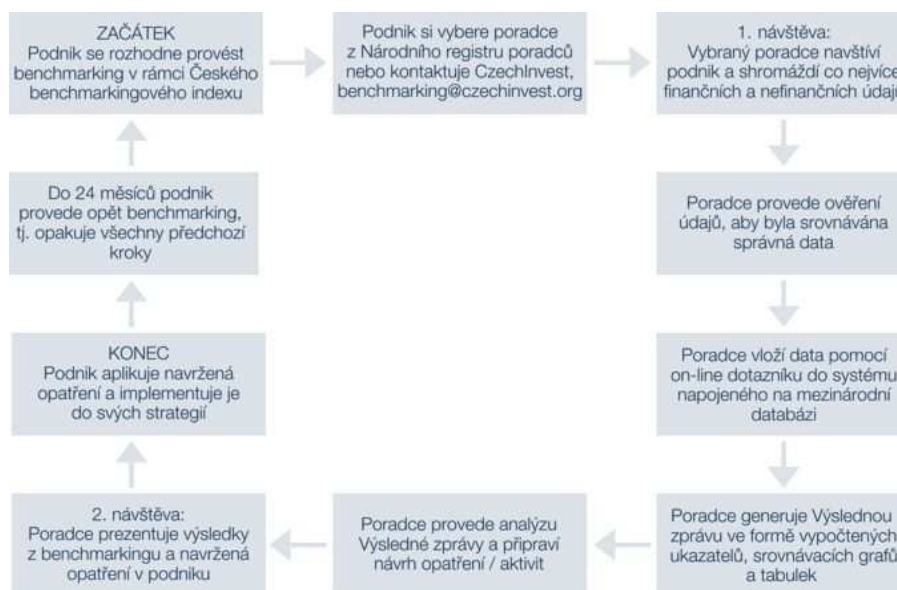 ZAČÁTEK
Podnik se rozhodne provést
benchmarking v rámci Českého
benchmarkingového indexu
Podnik si vybere poradce
z Národního registru poradců
nebo kontaktuje CzechInvest,
benchmarking@czechinvest.org
1. návštěva:
Vybraný poradce navštíví
podnik a shromáždí co nejvíce
finančních a nefinančních údajů
Poradce provede ověření
údajů, aby byla srovnávána
správná data
Poradce vloží data pomocí
on-line dotazníku do systému
napojeného na mezinárodní
databázi
Poradce generuje Výslednou
zprávu ve formě vypočtených
ukazatelů, srovnávacích grafů
a tabulek
Poradce provede analýzu
Výsledné zprávy a připraví
návrh opatření / aktivit
2. návštěva:
Poradce prezentuje výsledky
z benchmarkingu a navržená
opatření v podniku
KONEC
Podnik aplikuje navržená
opatření a implementuje je
do svých strategií
Do 24 měsíců podnik
provede opět benchmarking,
tj. opakuje všechny předchozí
kroky